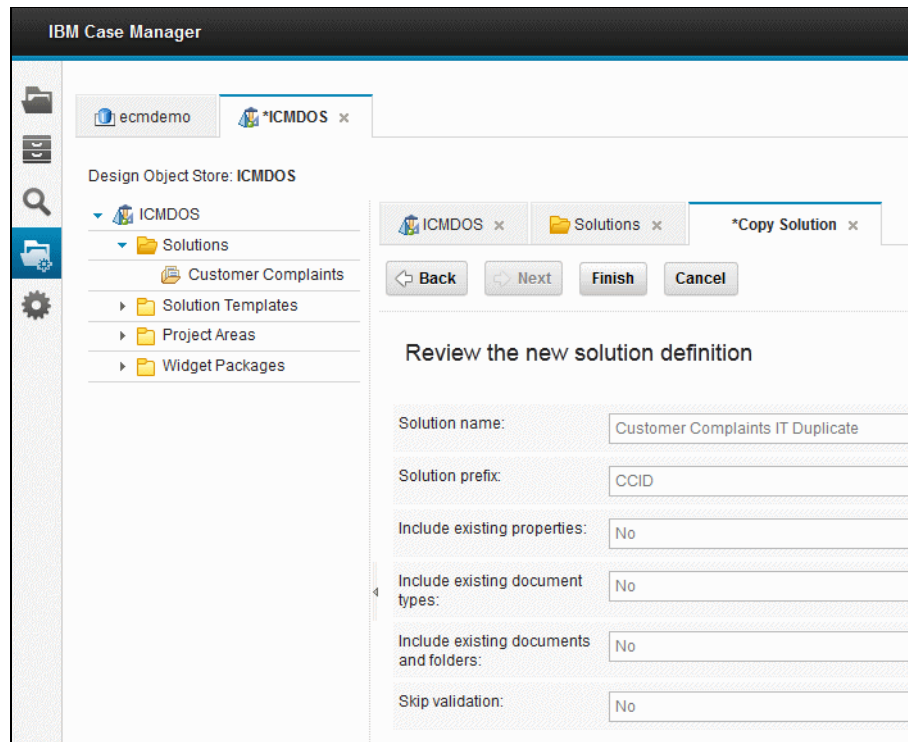 IBM Case Manager
ecmdemo
*ICMDOS
Design Object Store: ICMDOS
ICMDOS
Solutions
Customer Complaints
Solution Templates
Project Areas
Widget Packages
ICMDOS
Solutions
*Copy Solution
Back
Next
Finish
Cancel
Review the new solution definition
Solution name:
Customer Complaints IT Duplicate
Solution prefix:
CCID
Include existing properties:
No
Include existing document
types:
No
Include existing documents
and folders:
No
Skip validation:
No